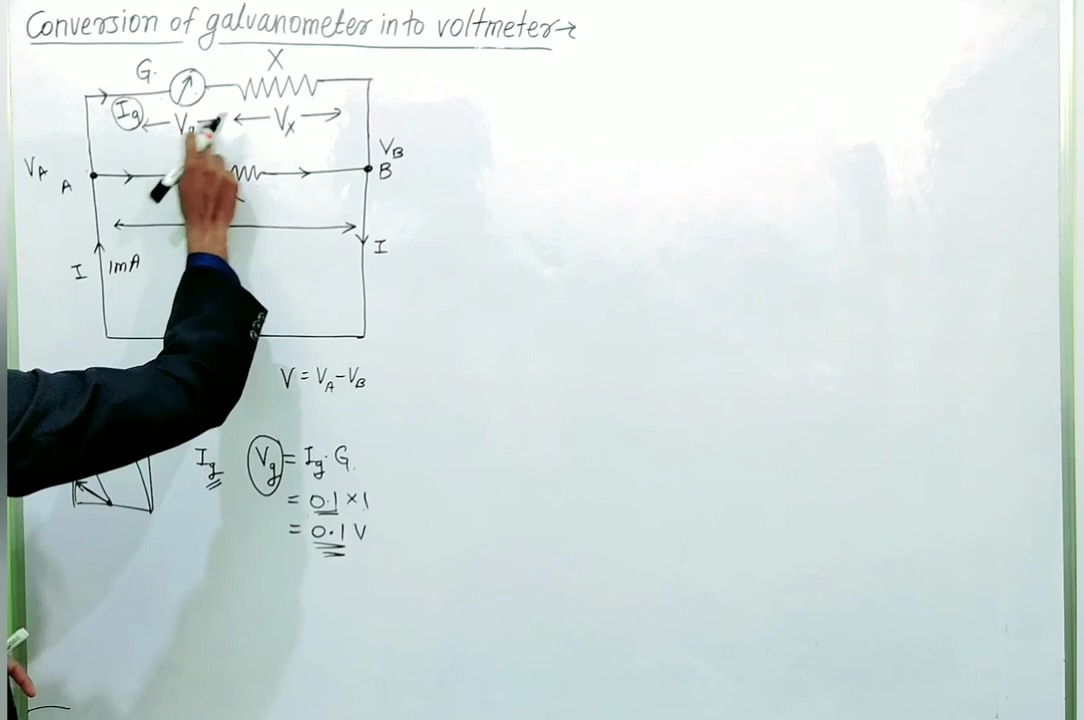 Conversion of galvanometer into voltmeter→
G. X
Ig Vg Vx
VA A VB B
I 1mA I
V = VA - VB
Ig Vg = Ig · G
= 0.1 × 1
= 0.1 V